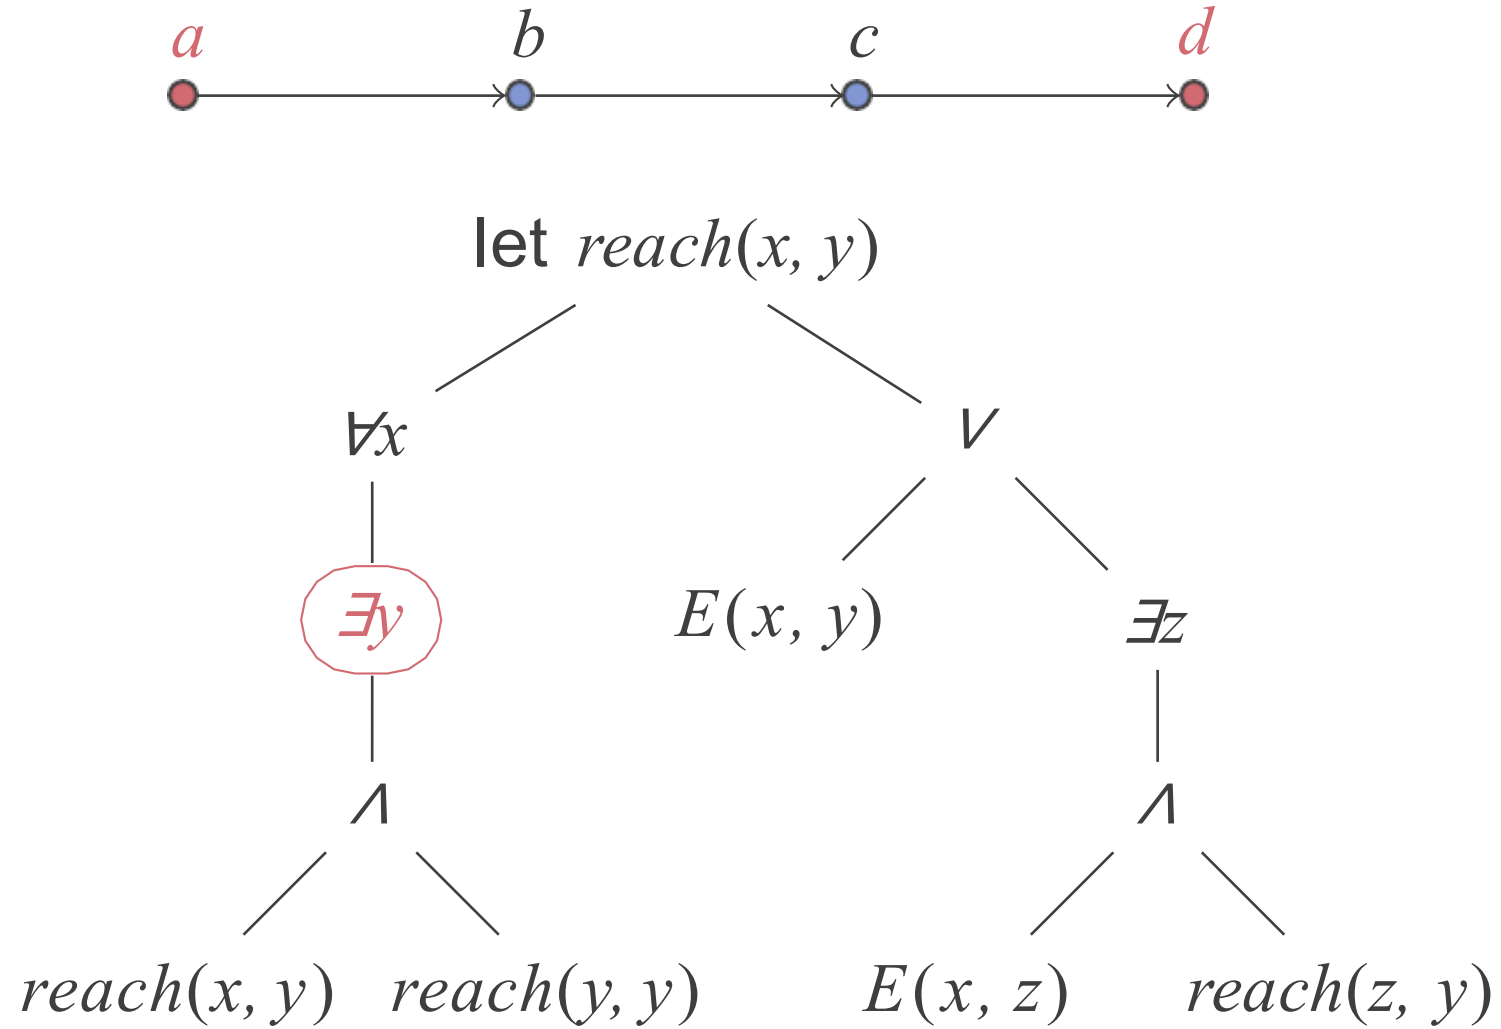 a b c d
let reach(x, y)
∀x ∨
∃y E(x, y) ∃z
∧ ∧
reach(x, y) reach(y, y) E(x, z) reach(z, y)